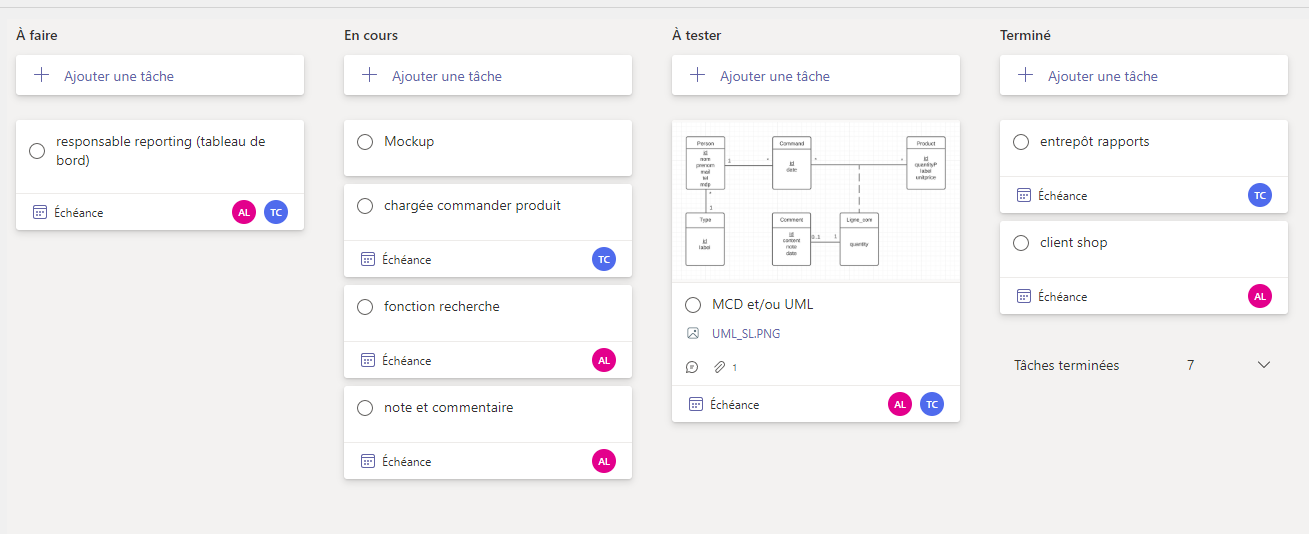 À faire
Ajouter une tâche
responsable reporting (tableau de
bord)
Échéance
AL
TC
En cours
Ajouter une tâche
Mockup
chargée commander produit
Échéance
TC
fonction recherche
Échéance
AL
note et commentaire
Échéance
AL
À tester
Ajouter une tâche
Person
id
nom
prenom
mail
tel
mdp
1
*
Command
id
date
*
*
Product
id
quantityP
label
unitprice
*
1
Type
id
label
Comment
id
content
note
date
0..1
1
Ligne_com
quantity
MCD et/ou UML
UML_SL.PNG
1
Échéance
AL
TC
Terminé
Ajouter une tâche
entrepôt rapports
Échéance
TC
client shop
Échéance
AL
Tâches terminées 7